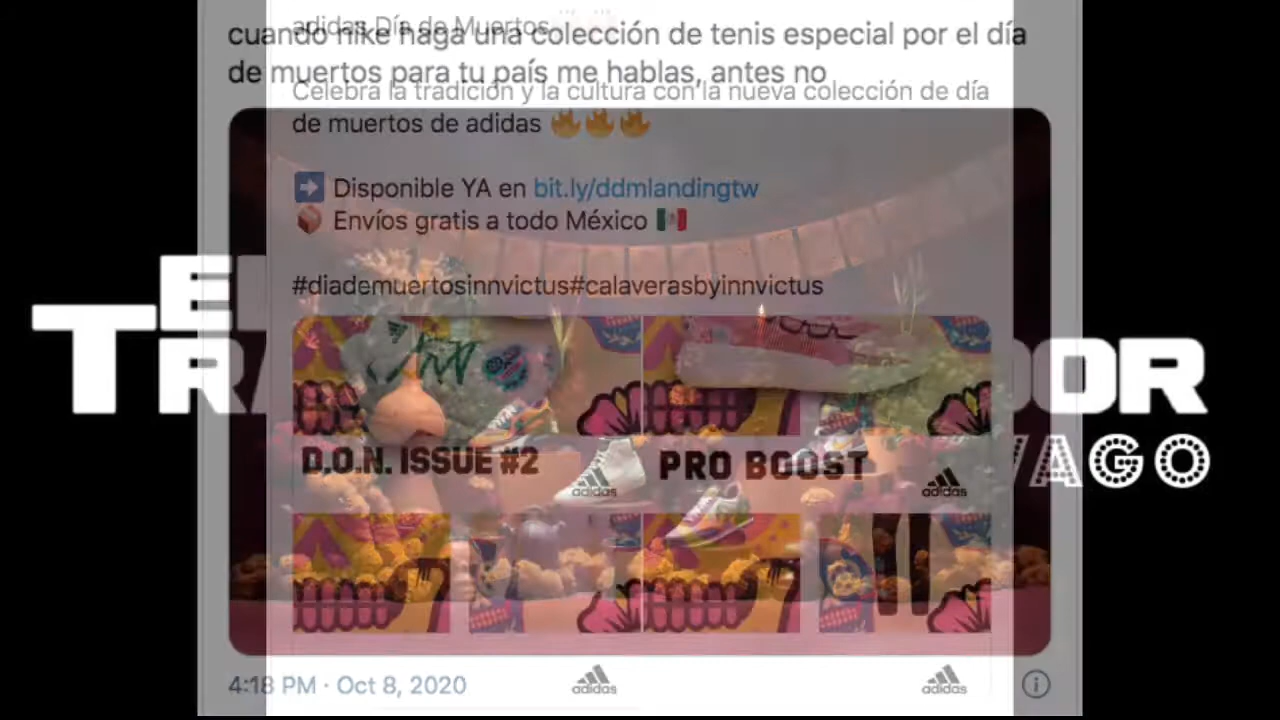 adidas Día de Muertos
cuando nike haga una colección de tenis especial por el día
de muertos para tu país me hablas, antes no
Celebra la tradición y la cultura con la nueva colección de día
de muertos de adidas 🔥🔥🔥
➡️ Disponible YA en bit.ly/ddmlandingtw
📦 Envíos gratis a todo México 🇲🇽
#diademuertosinnvictus#calaverasbyinnvictus
D.O.N. ISSUE #2
adidas
PRO BOOST
adidas
4:18 PM · Oct 8, 2020
adidas
adidas